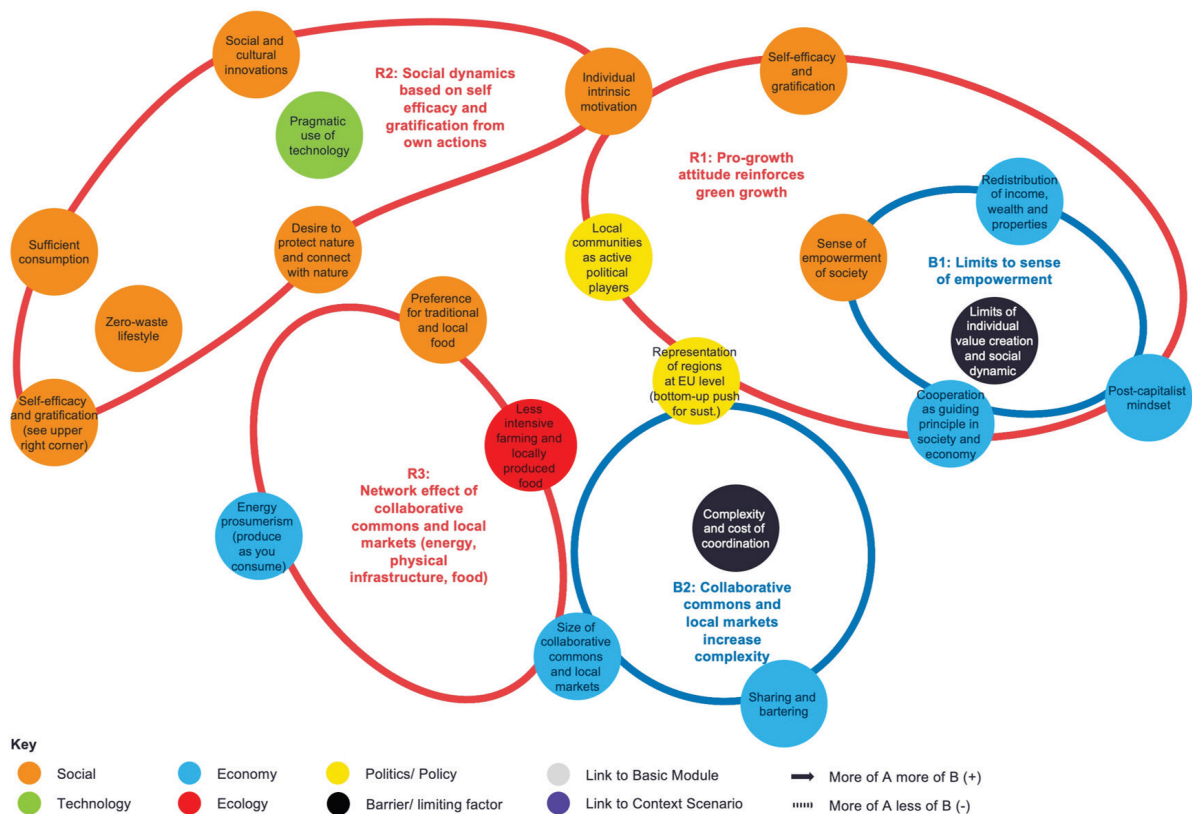 Social and
cultural
innovations
R2: Social dynamics
based on self
efficacy and
gratification from
own actions
Pragmatic
use of
technology
Individual
intrinsic
motivation
Self-efficacy
and
gratification
R1: Pro-growth
attitude reinforces
green growth
Redistribution
of income,
wealth and
properties
Sufficient
consumption
Desire to
protect nature
and connect
with nature
Local
communities
as active
political
players
Sense of
empowerment
of society
B1: Limits to sense
of empowerment
Zero-waste
lifestyle
Preference
for traditional
and local
food
Limits of
individual
value creation
and social
dynamic
Representation
of regions
at EU level
(bottom-up push
for sust.)
Self-efficacy
and gratification
(see upper
right corner)
Less
intensive
farming and
locally
produced
food
Cooperation
as guiding
principle in
society and
economy
Post-capitalist
mindset
R3:
Network effect of
collaborative
commons and local
markets (energy,
physical
infrastructure, food)
Energy
prosumerism
(produce
as you
consume)
Complexity
and cost of
coordination
B2: Collaborative
commons and
local markets
increase
complexity
Size of
collaborative
commons
and local
markets
Sharing and
bartering
Key
Social
Economy
Politics/ Policy
Link to Basic Module
More of A more of B (+)
Technology
Ecology
Barrier/ limiting factor
Link to Context Scenario
More of A less of B (-)